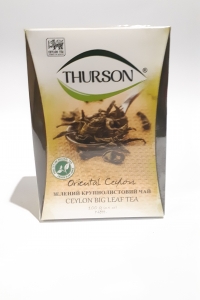 THURSON
Oriental Ceylon
ЗЕЛЕНИЙ КРУПНОЛИСТОВИЙ ЧАЙ
CEYLON BIG LEAF TEA